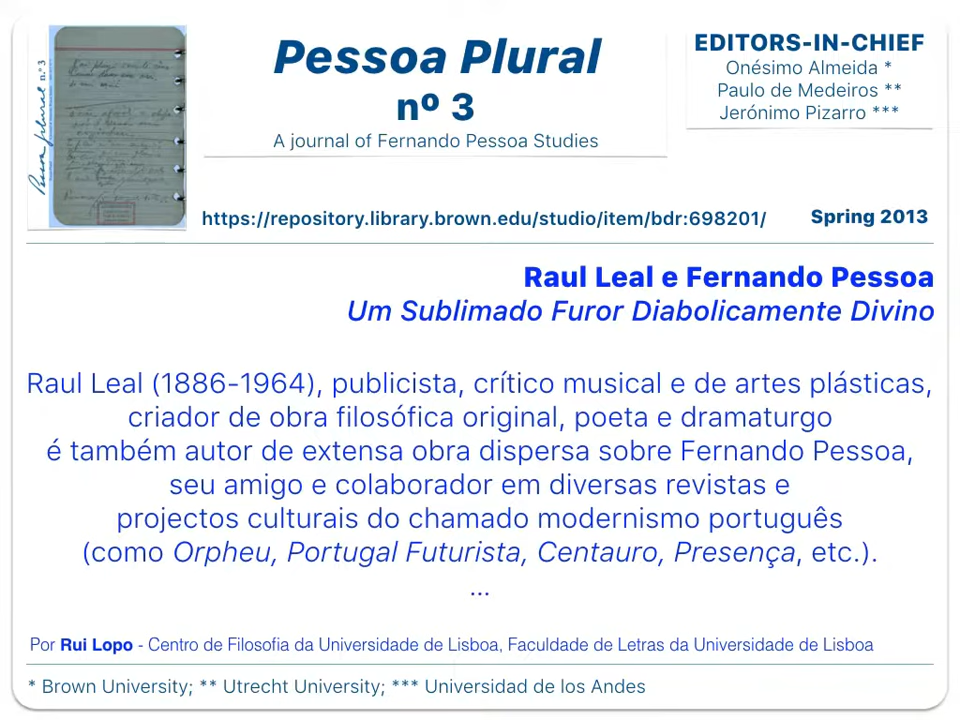 Pessoa plural n.º 3
Pessoa Plural
nº 3
A journal of Fernando Pessoa Studies
EDITORS-IN-CHIEF
Onésimo Almeida *
Paulo de Medeiros **
Jerónimo Pizarro ***
https://repository.library.brown.edu/studio/item/bdr:698201/
Spring 2013
Raul Leal e Fernando Pessoa
Um Sublimado Furor Diabolicamente Divino
Raul Leal (1886-1964), publicista, crítico musical e de artes plásticas,
criador de obra filosófica original, poeta e dramaturgo
é também autor de extensa obra dispersa sobre Fernando Pessoa,
seu amigo e colaborador em diversas revistas e
projectos culturais do chamado modernismo português
(como Orpheu, Portugal Futurista, Centauro, Presença, etc.).
...
Por Rui Lopo - Centro de Filosofia da Universidade de Lisboa, Faculdade de Letras da Universidade de Lisboa
* Brown University; ** Utrecht University; *** Universidad de los Andes